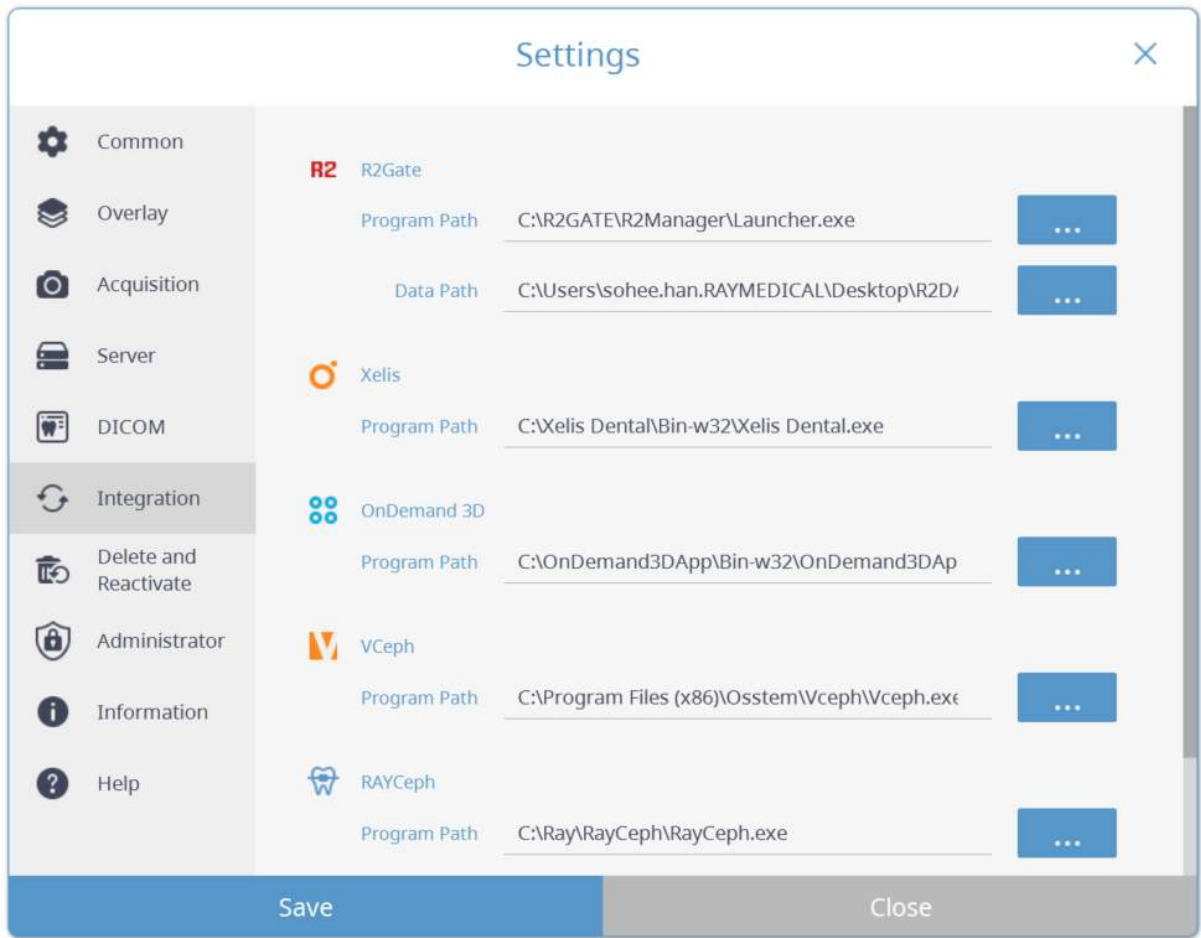 Settings
Common
Overlay
Acquisition
Server
DICOM
Integration
Delete and
Reactivate
Administrator
Information
Help
R2 R2Gate
Program Path C:\R2GATE\R2Manager\Launcher.exe ...
Data Path C:\Users\sohee.han.RAYMEDICAL\Desktop\R2D/ ...
Xelis
Program Path C:\Xelis Dental\Bin-w32\Xelis Dental.exe ...
OnDemand 3D
Program Path C:\OnDemand3DApp\Bin-w32\OnDemand3DAp ...
VCeph
Program Path C:\Program Files (x86)\Osstem\Vceph\Vceph.exe ...
RAYCeph
Program Path C:\Ray\RayCeph\RayCeph.exe ...
Save Close